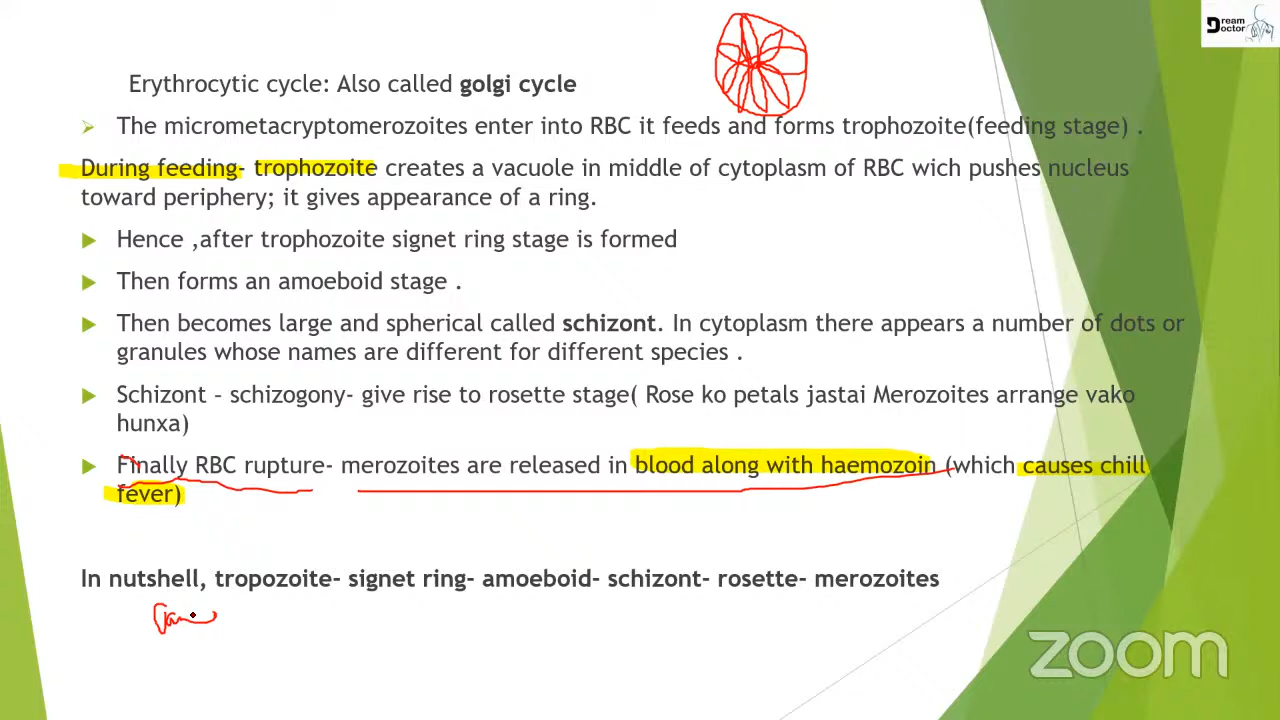 Dream
Doctor
Erythrocytic cycle: Also called golgi cycle
The micrometacryptomerozoites enter into RBC it feeds and forms trophozoite(feeding stage) .
During feeding- trophozoite creates a vacuole in middle of cytoplasm of RBC wich pushes nucleus
toward periphery; it gives appearance of a ring.
Hence ,after trophozoite signet ring stage is formed
Then forms an amoeboid stage .
Then becomes large and spherical called schizont. In cytoplasm there appears a number of dots or
granules whose names are different for different species .
Schizont – schizogony- give rise to rosette stage( Rose ko petals jastai Merozoites arrange vako
hunxa)
Finally RBC rupture- merozoites are released in blood along with haemozoin (which causes chill
fever)
In nutshell, tropozoite- signet ring- amoeboid- schizont- rosette- merozoites
zoom